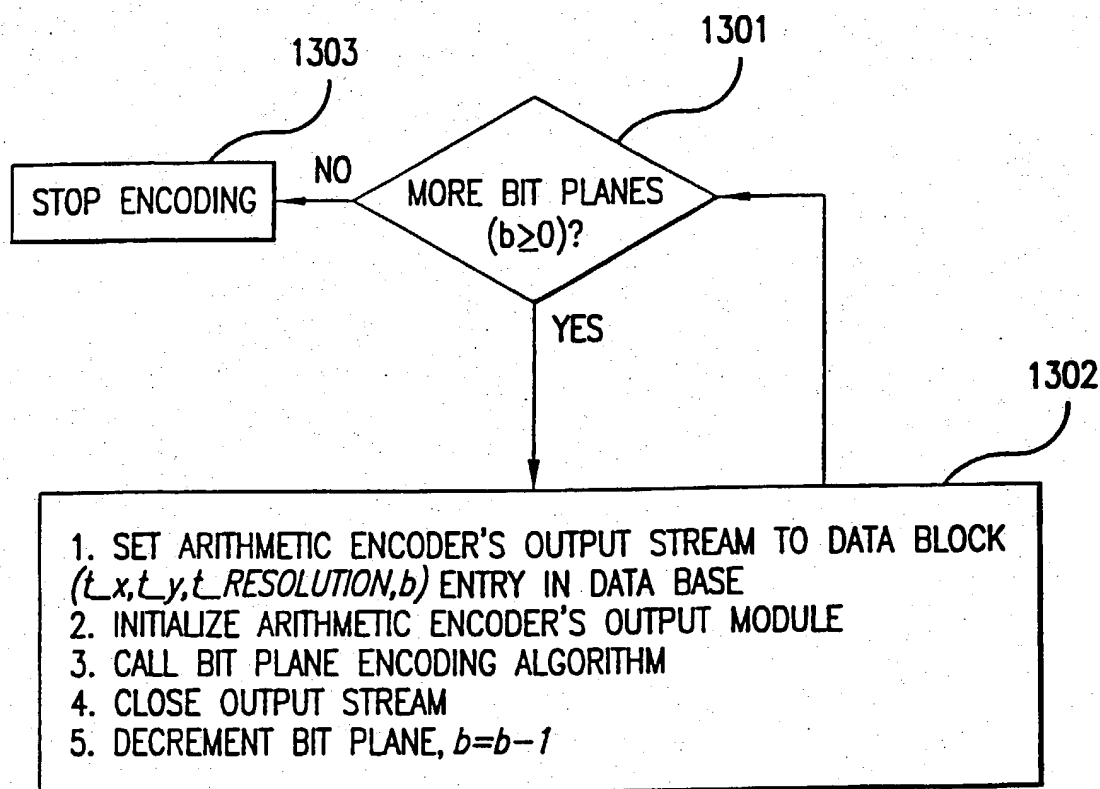 1303
1301
STOP ENCODING
NO
MORE BIT PLANES
(b≥0)?
YES
1302
1. SET ARITHMETIC ENCODER'S OUTPUT STREAM TO DATA BLOCK
(t_x,t_y,t_RESOLUTION,b) ENTRY IN DATA BASE
2. INITIALIZE ARITHMETIC ENCODER'S OUTPUT MODULE
3. CALL BIT PLANE ENCODING ALGORITHM
4. CLOSE OUTPUT STREAM
5. DECREMENT BIT PLANE, b=b-1